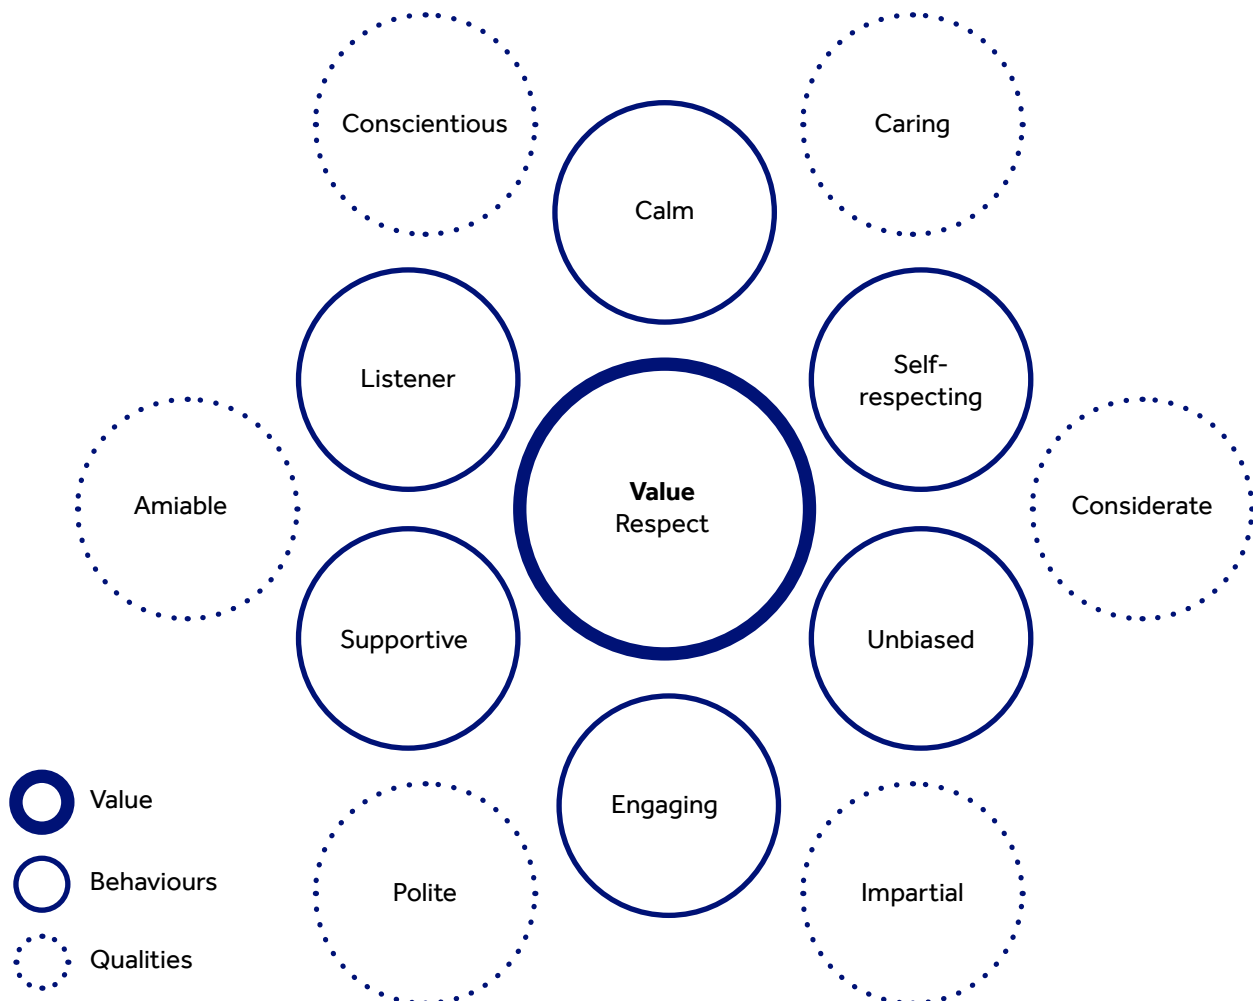 Conscientious
Caring
Calm
Listener
Self-
respecting
Amiable
Value
Respect
Considerate
Supportive
Unbiased
Engaging
Polite
Impartial
Value
Behaviours
Qualities